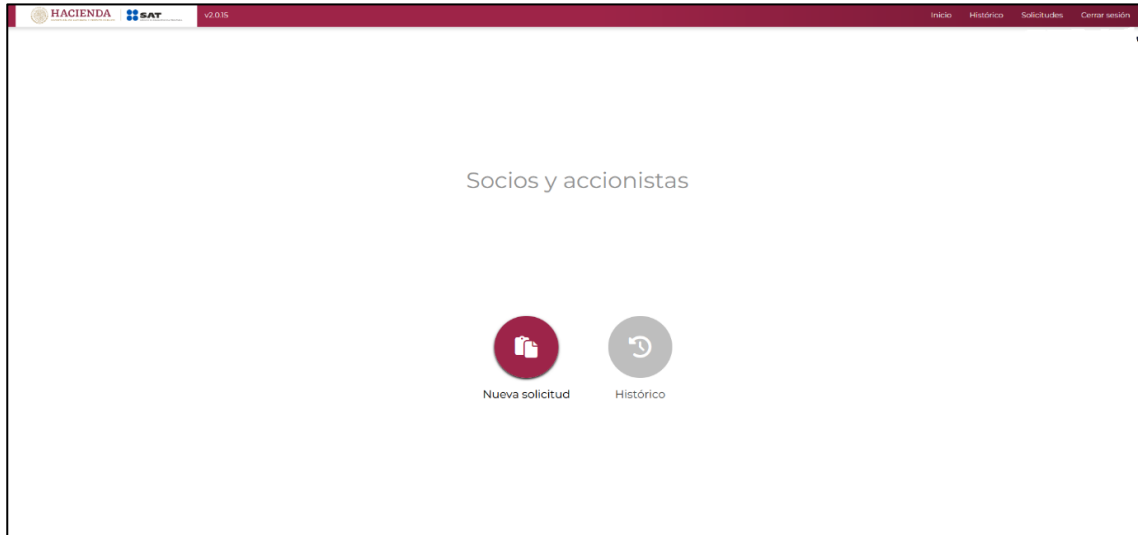 HACIENDA SAT v2.0.15 Inicio Histórico Solicitudes Cerrar sesión
Socios y accionistas
Nueva solicitud Histórico